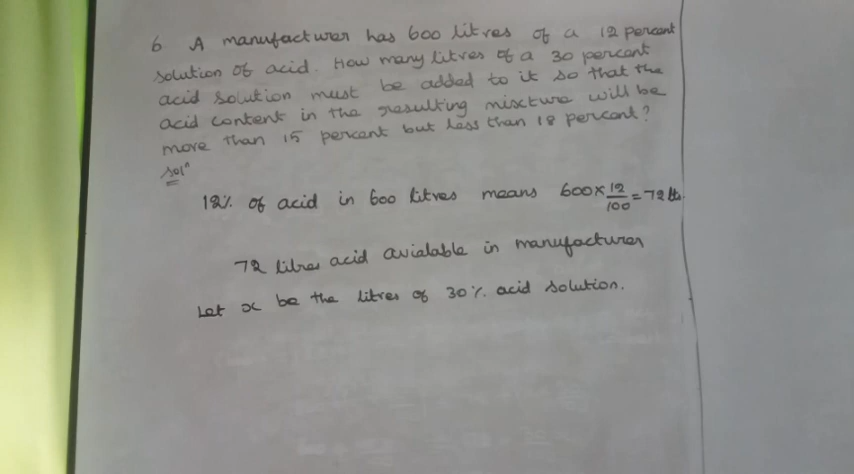 6 A manufacturer has 600 litres of a 12 percent
solution of acid. How many litres of a 30 percent
acid solution must be added to it so that the
acid content in the resulting mixture will be
more than 15 percent but less than 18 percent?
Solⁿ
12% of acid in 600 litres means 600 × 12/100 = 72 lts.
72 litres acid avialable in manufacturer
Let x be the litres of 30% acid solution.